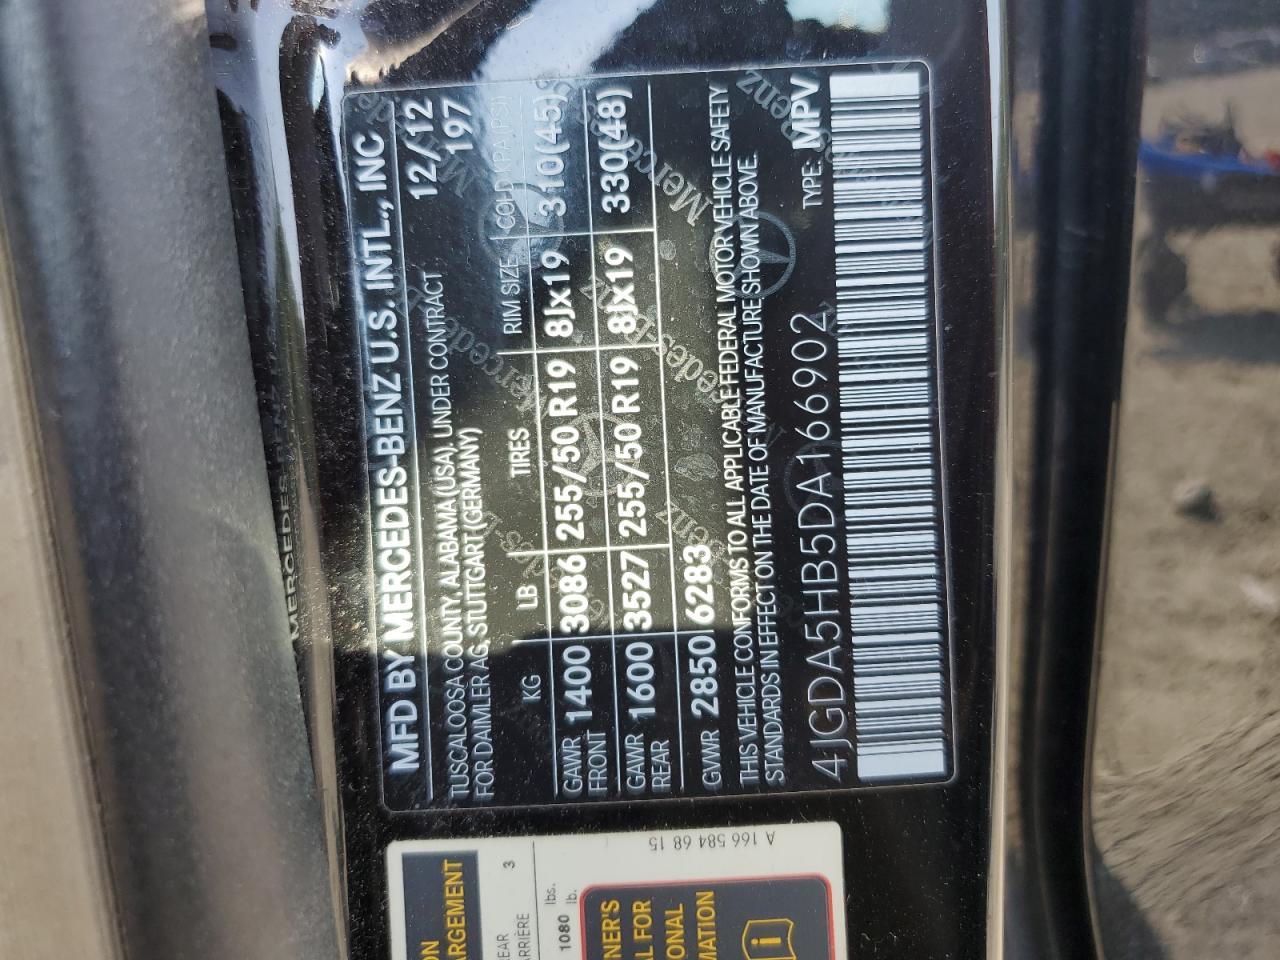 MFD BY MERCEDES-BENZ U.S. INTL., INC
TUSCALOOSA COUNTY, ALABAMA (USA). UNDER CONTRACT 12/12
FOR DAIMLER AG, STUTTGART (GERMANY) 197
KG LB TIRES RIM SIZE COLD KPA (PSI)
GAWR FRONT 1400 3086 255/50 R19 8Jx19 310(45)
GAWR REAR 1600 3527 255/50 R19 8Jx19 330(48)
GVWR 2850 6283
THIS VEHICLE CONFORMS TO ALL APPLICABLE FEDERAL MOTOR VEHICLE SAFETY
STANDARDS IN EFFECT ON THE DATE OF MANUFACTURE SHOWN ABOVE.
4JGDA5HB5DA166902 TYPE: MPV
A 166 584 68 15
3
1080 lbs.
lb.